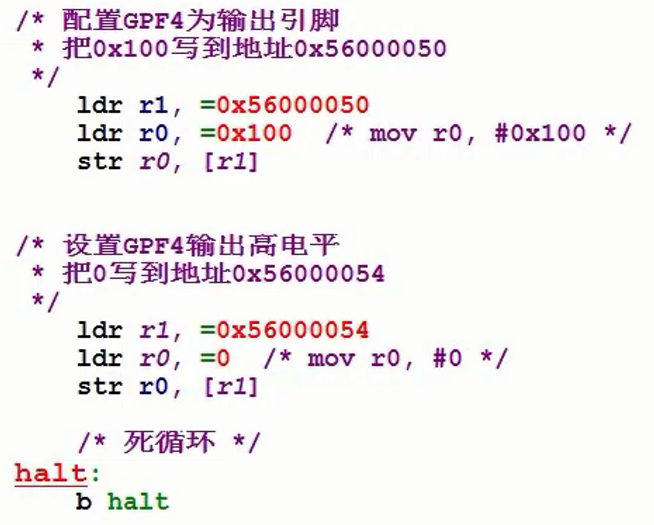 /* 配置GPF4为输出引脚
 * 把0x100写到地址0x56000050
 */
    ldr r1, =0x56000050
    ldr r0, =0x100  /* mov r0, #0x100 */
    str r0, [r1]
/* 设置GPF4输出高电平
 * 把0写到地址0x56000054
 */
    ldr r1, =0x56000054
    ldr r0, =0  /* mov r0, #0 */
    str r0, [r1]
    /* 死循环 */
halt:
    b halt